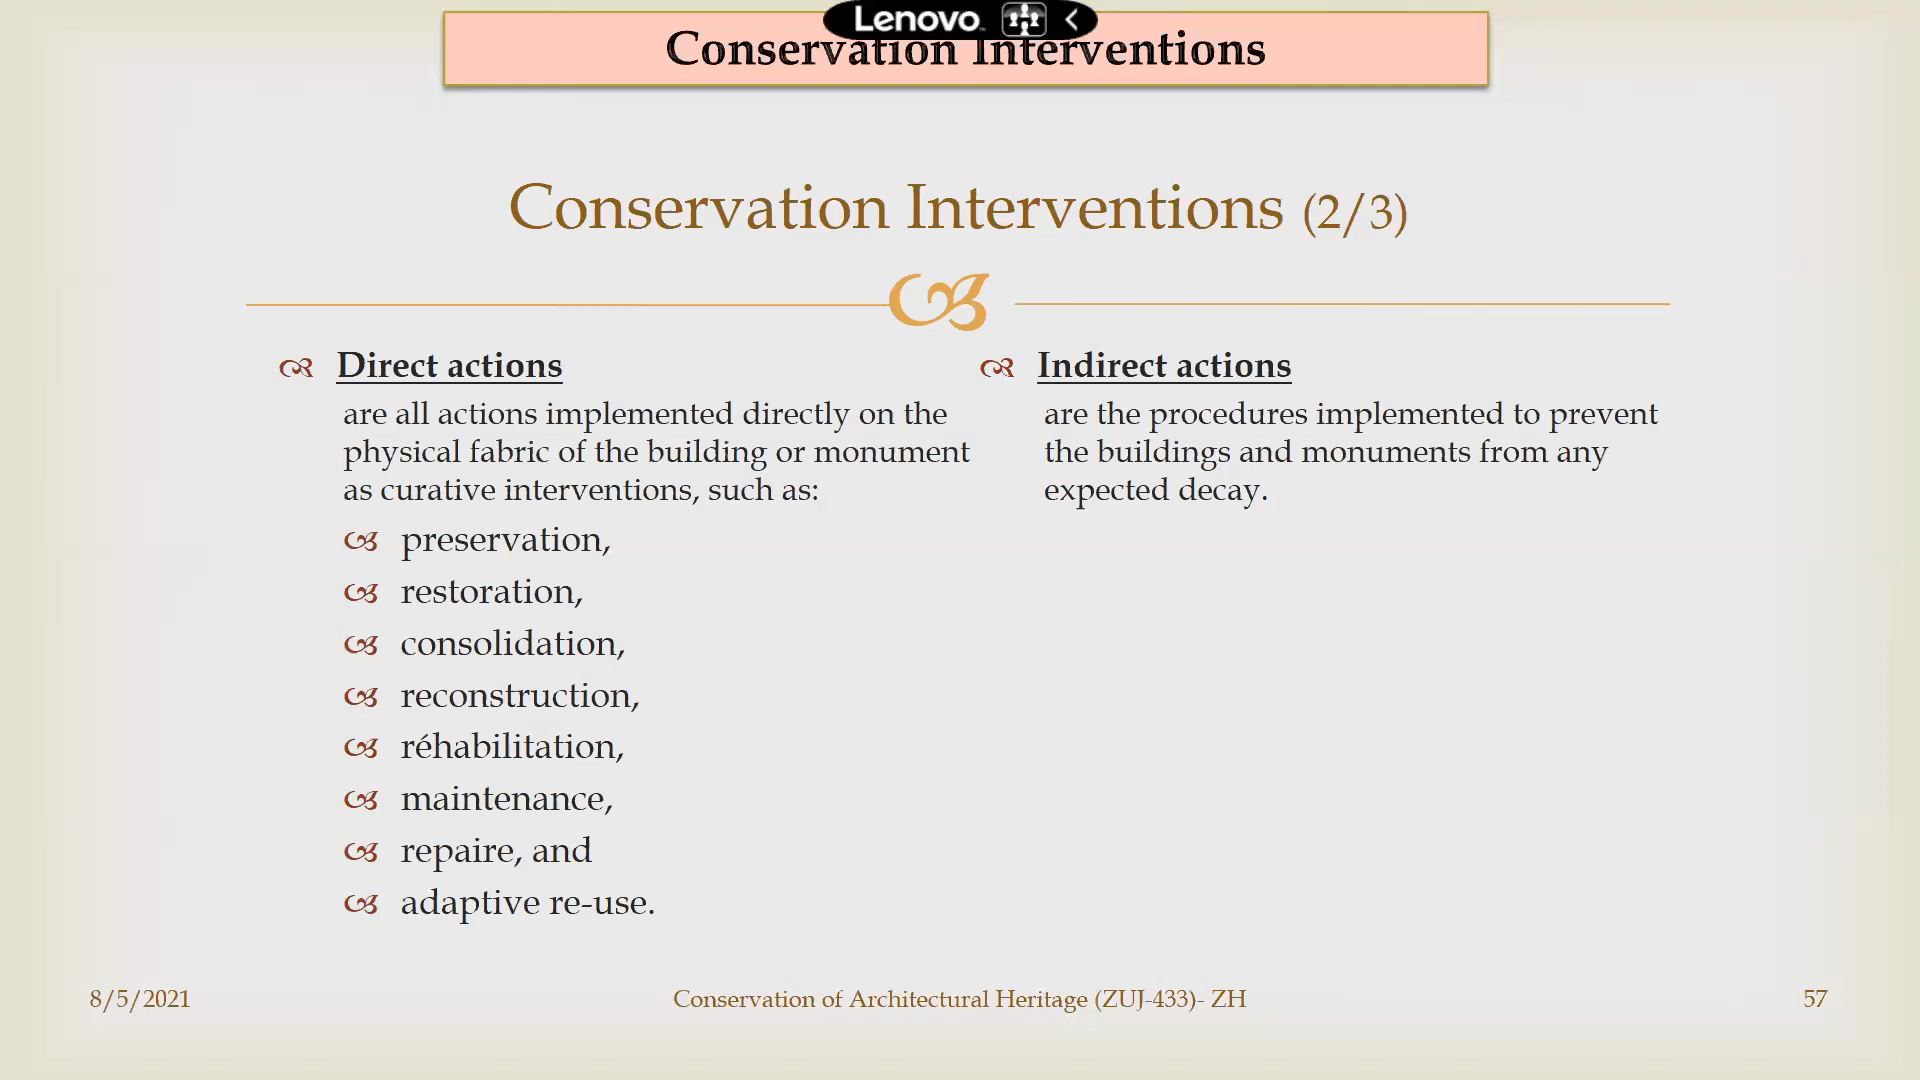 Lenovo
Conservation Interventions
Conservation Interventions (2/3)
Direct actions
are all actions implemented directly on the
physical fabric of the building or monument
as curative interventions, such as:
preservation,
restoration,
consolidation,
reconstruction,
réhabilitation,
maintenance,
repaire, and
adaptive re-use.
Indirect actions
are the procedures implemented to prevent
the buildings and monuments from any
expected decay.
8/5/2021
Conservation of Architectural Heritage (ZUJ-433)- ZH
57